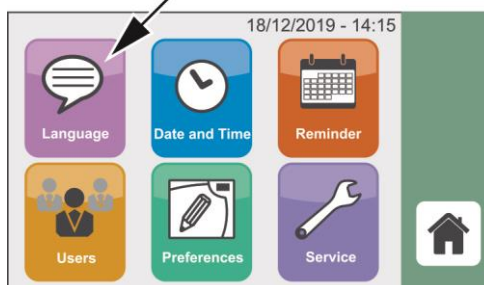 18/12/2019 - 14:15
Language
Date and Time
Reminder
Users
Preferences
Service